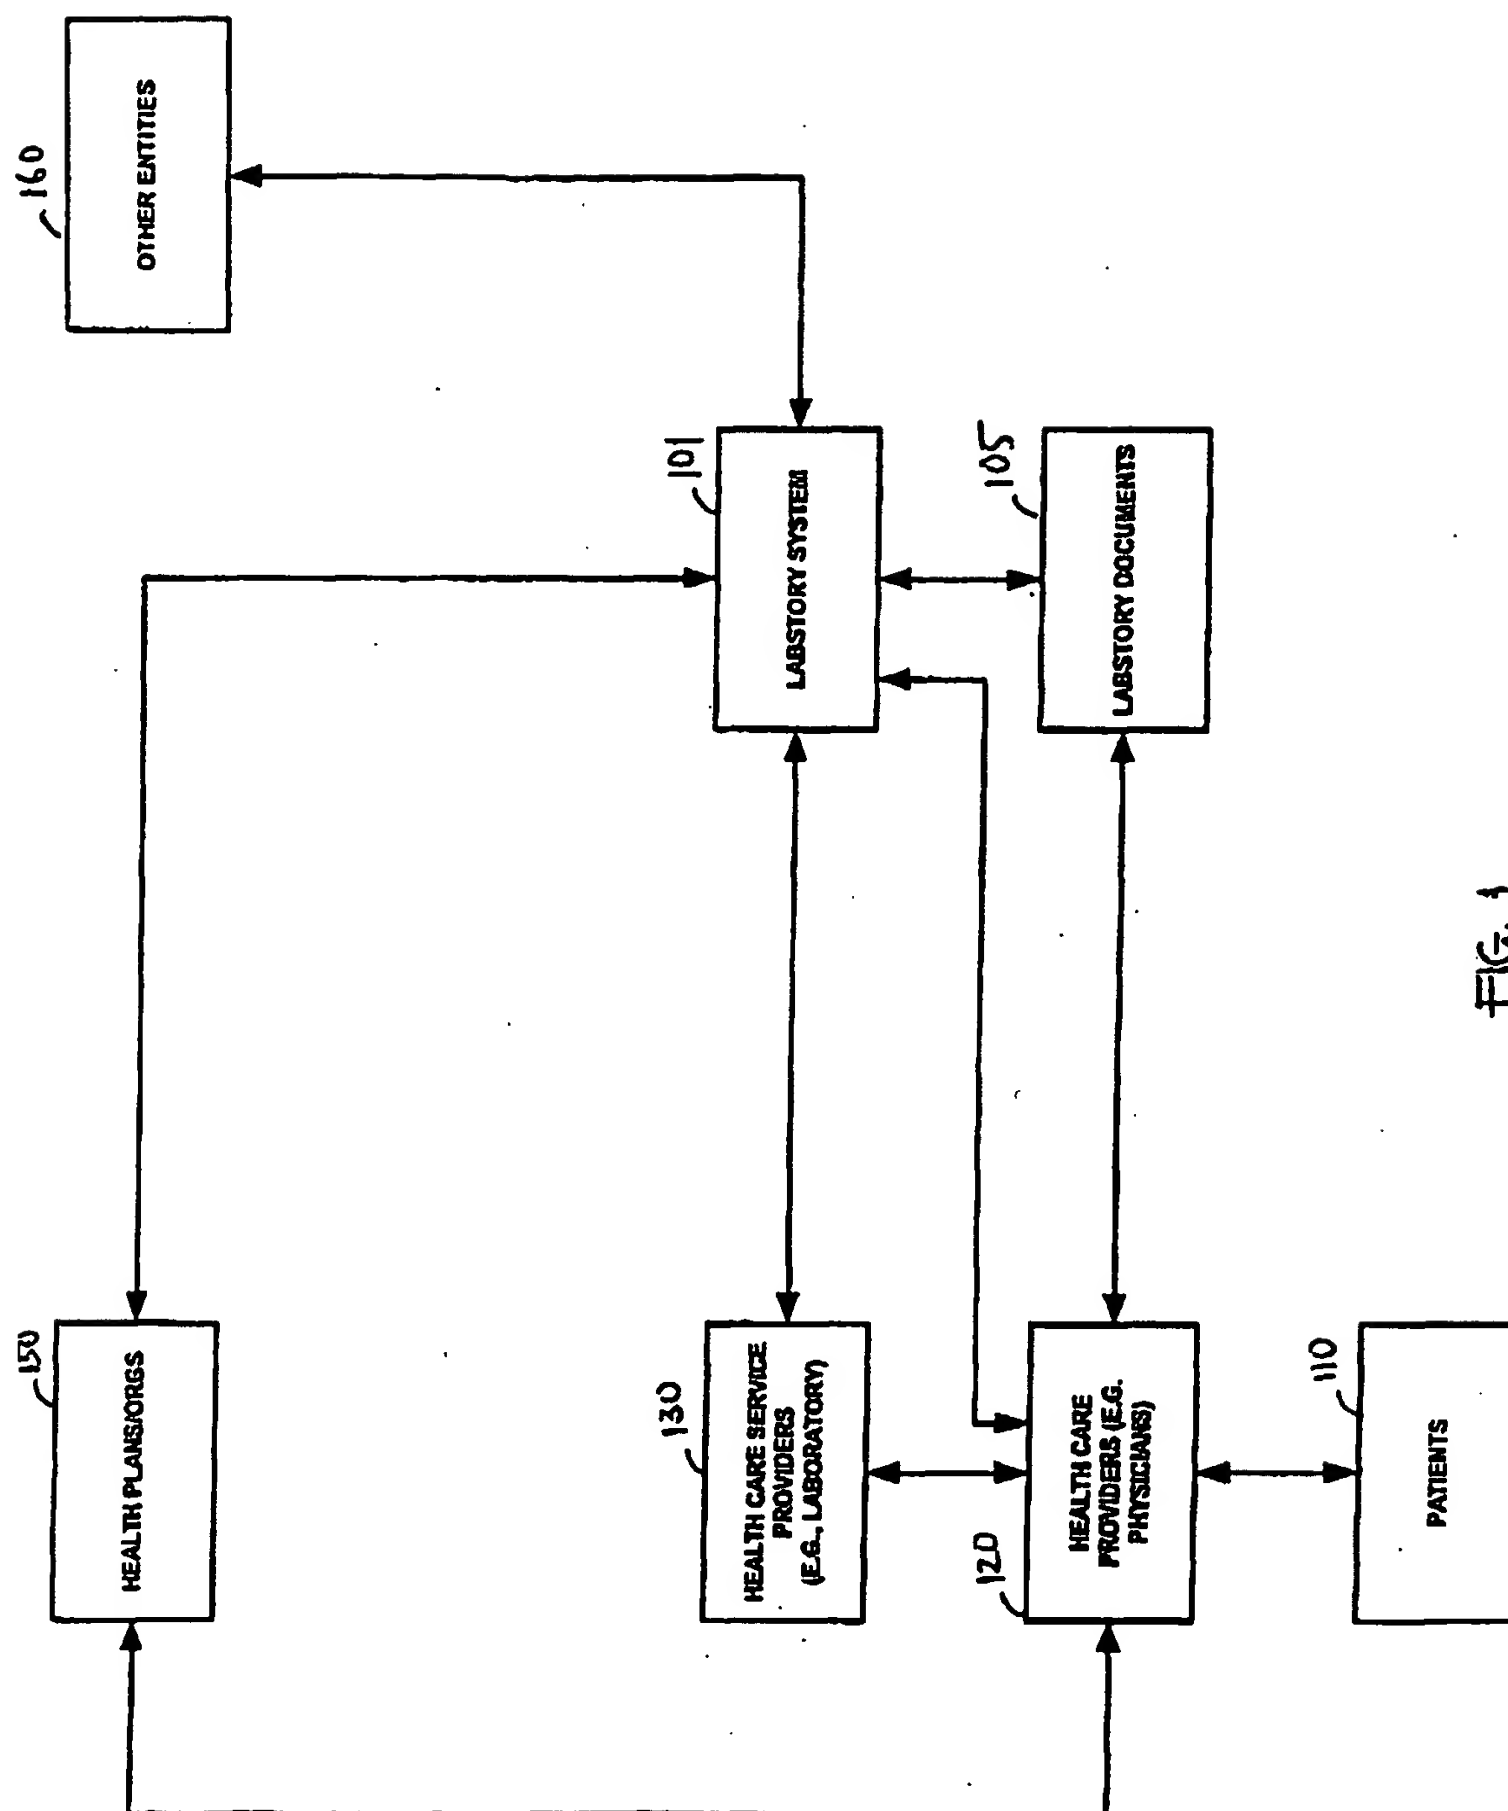 150
HEALTH PLANS/ORGS
160
OTHER ENTITIES
130
HEALTH CARE SERVICE
PROVIDERS
(E.G., LABORATORY)
101
LABSTORY SYSTEM
120
HEALTH CARE
PROVIDERS (E.G.
PHYSICIANS)
105
LABSTORY DOCUMENTS
110
PATIENTS
FIG. 1